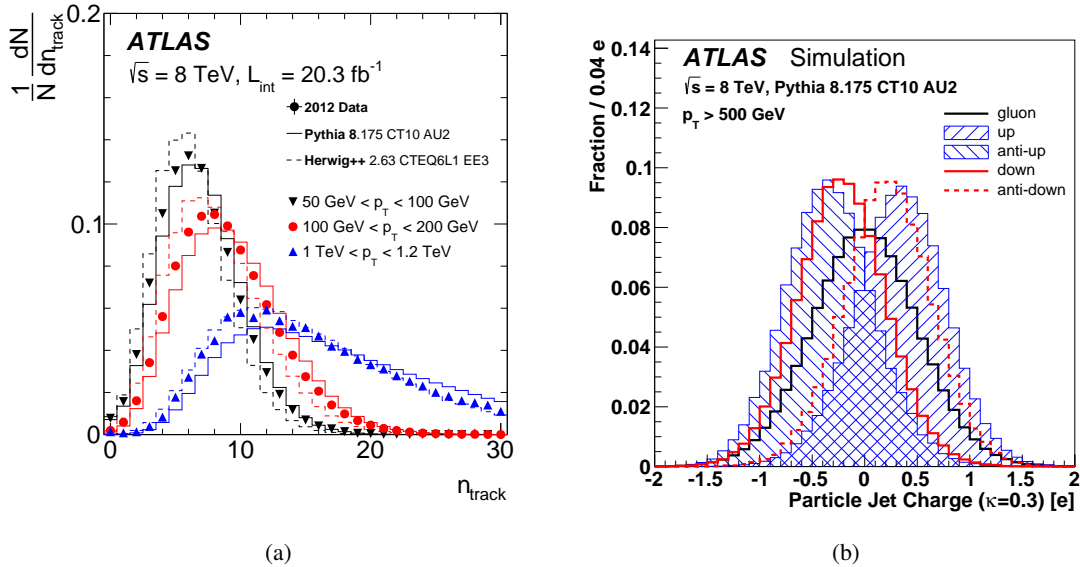 0.2
0.1
0
1 dN
N dn_track
ATLAS
√s = 8 TeV, L_int = 20.3 fb⁻¹
2012 Data
Pythia 8.175 CT10 AU2
Herwig++ 2.63 CTEQ6L1 EE3
50 GeV < p_T < 100 GeV
100 GeV < p_T < 200 GeV
1 TeV < p_T < 1.2 TeV
0 10 20 30
n_track
(a)
Fraction / 0.04 e
0.14
0.12
0.1
0.08
0.06
0.04
0.02
0
ATLAS Simulation
√s = 8 TeV, Pythia 8.175 CT10 AU2
p_T > 500 GeV
gluon
up
anti-up
down
anti-down
-2 -1.5 -1 -0.5 0 0.5 1 1.5 2
Particle Jet Charge (κ=0.3) [e]
(b)